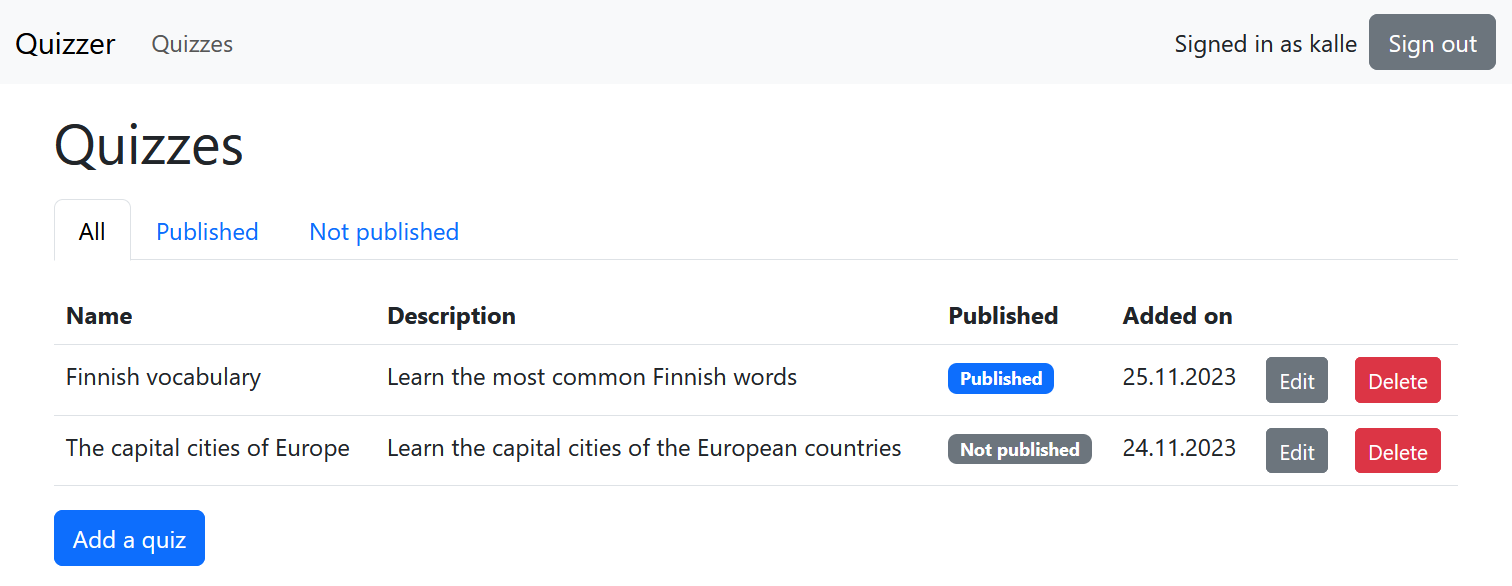 Quizzer Quizzes Signed in as kalle Sign out
Quizzes
All Published Not published
Name Description Published Added on
Finnish vocabulary Learn the most common Finnish words Published 25.11.2023 Edit Delete
The capital cities of Europe Learn the capital cities of the European countries Not published 24.11.2023 Edit Delete
Add a quiz